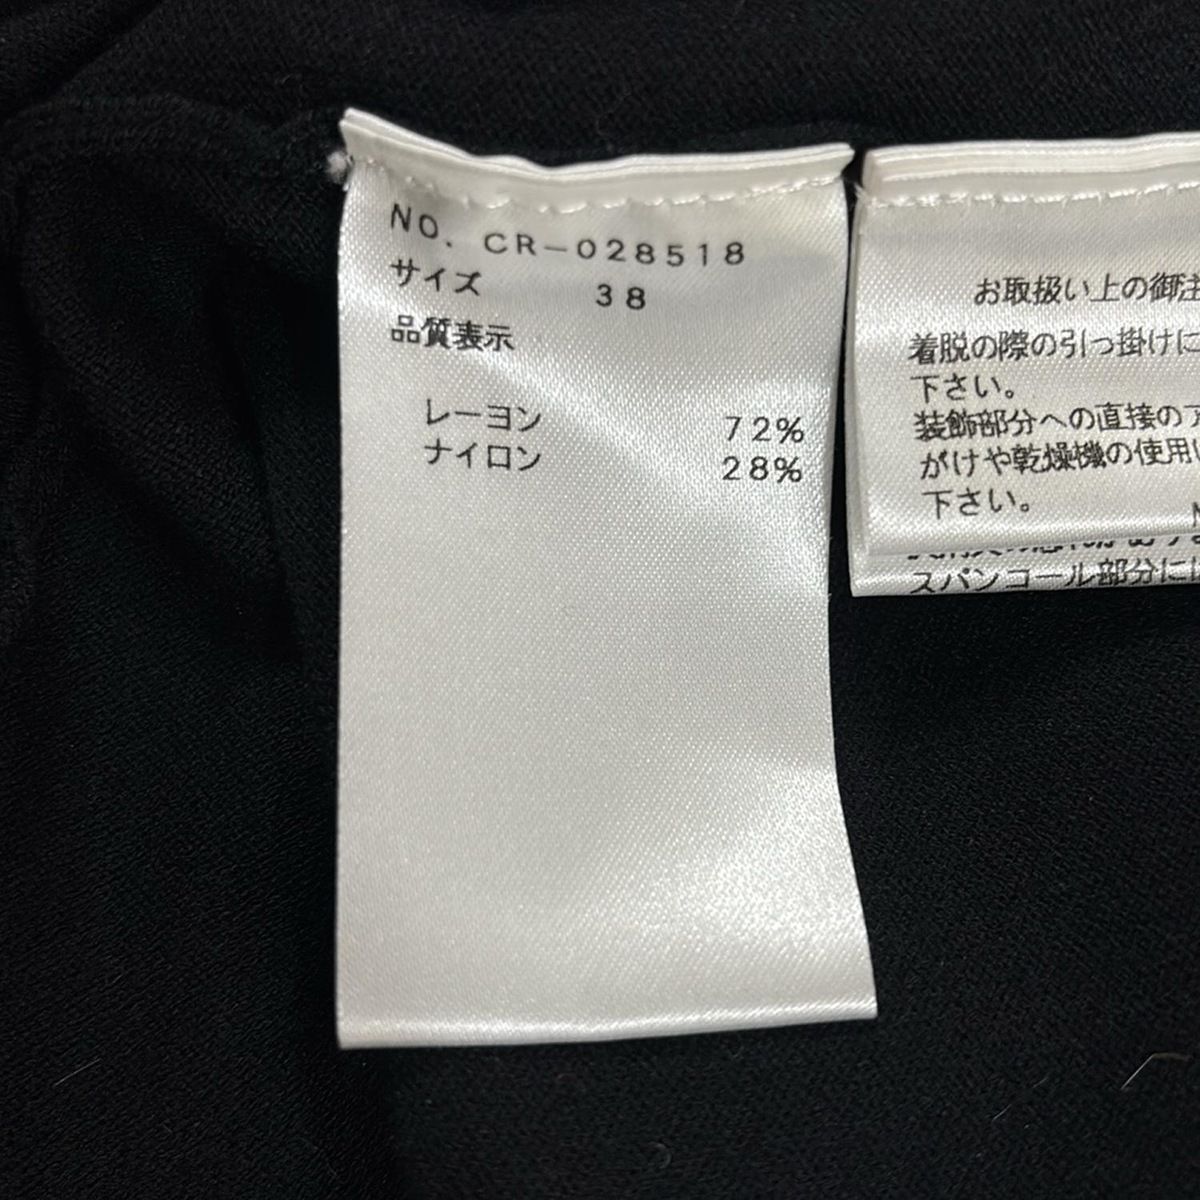 NO. CR-028518
サイズ 38
品質表示
レーヨン 72%
ナイロン 28%
お取扱い上の御注
着脱の際の引っ掛けに
下さい。
装飾部分への直接のア
がけや乾燥機の使用は
下さい。
スパンコール部分に